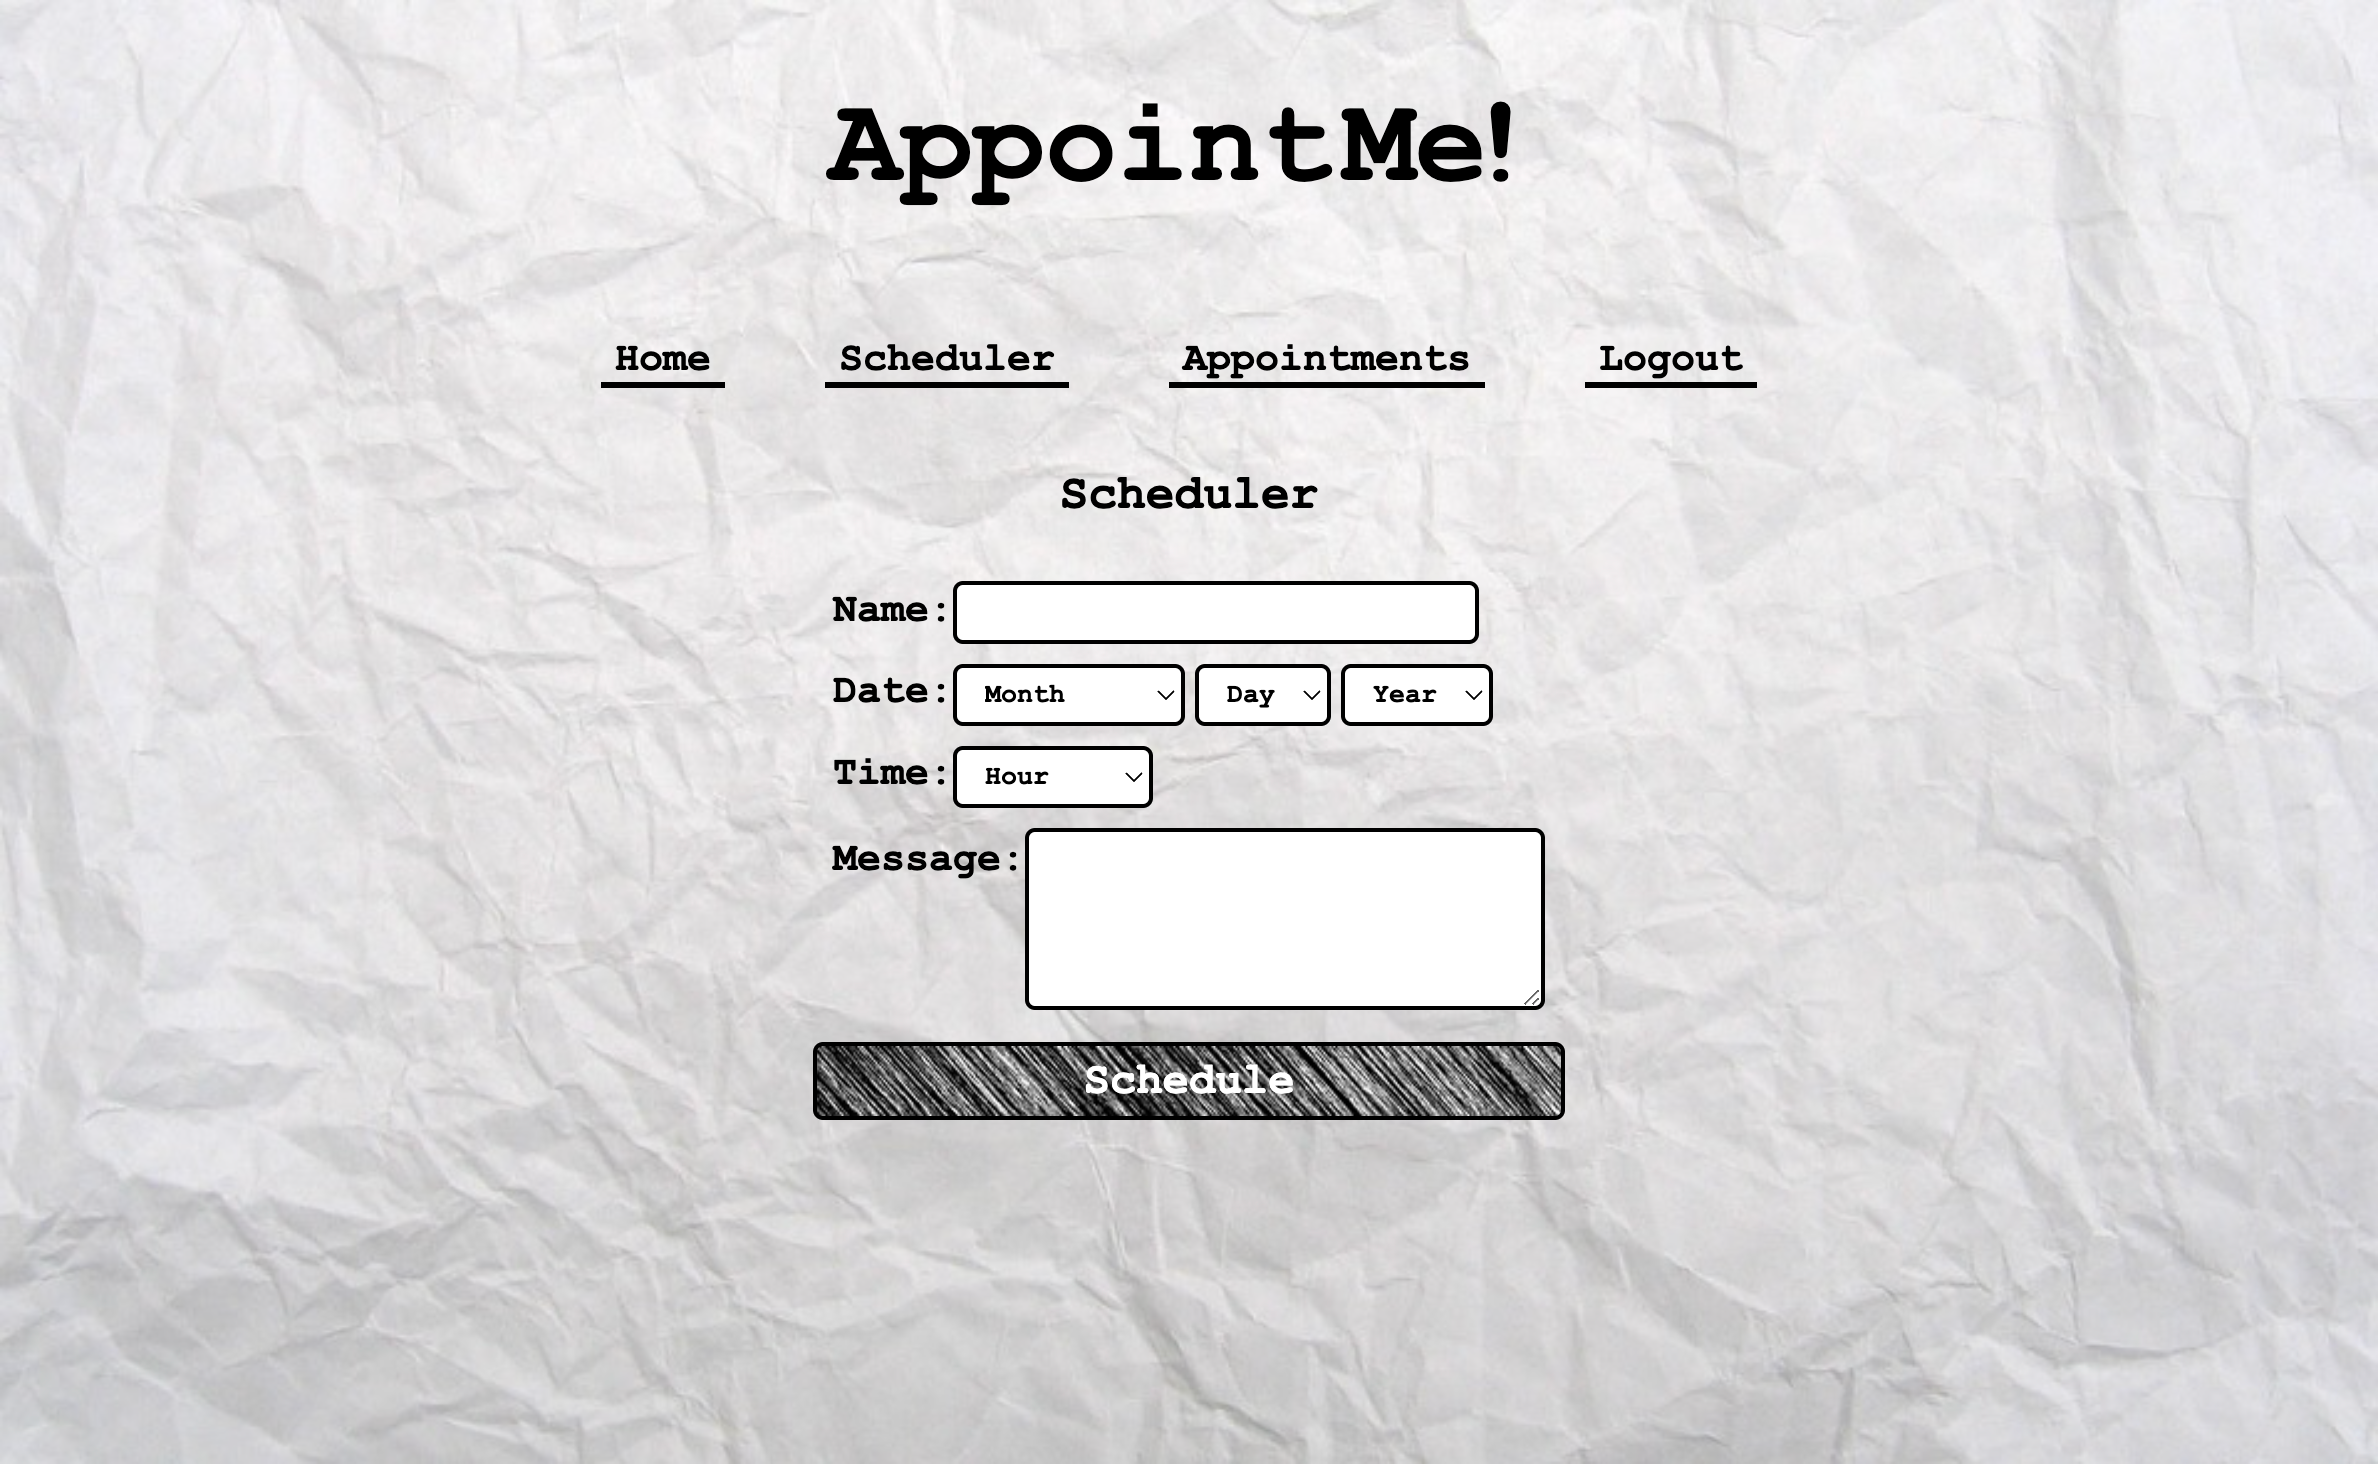 AppointMe!
Home Scheduler Appointments Logout
Scheduler
Name:
Date: Month Day Year
Time: Hour
Message:
Schedule